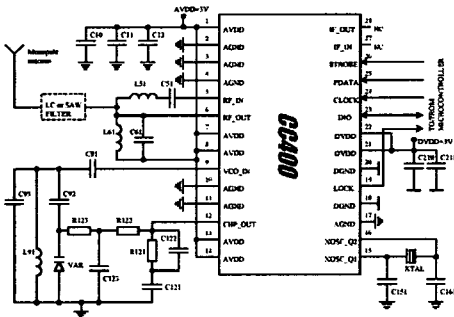 AVDD=3V
C10
C11
C12
Monopole
antenna
LC or SAW
FILTER
L51
C51
L61
C61
C91
C93
C92
L91
VAR
R123
R122
R121
C122
C123
C121
CC400
1 AVDD
2 AGND
3 AGND
4 AGND
5 RF_IN
6 RF_OUT
7 AVDD
8 AVDD
9 VCO_IN
10 AGND
11 AGND
12 CHP_OUT
13 AVDD
14 AVDD
IF_OUT 28 NC
IF_IN 27 NC
STROBE 26
PDATA 25
CLOCK 24
DIO 23
DVDD 22
DVDD 21
DGND 20
LOCK 19
DGND 18
AGND 17
XOSC_Q2 16
XOSC_Q1 15
TO/FROM
MICROCONTROLLER
DVDD=3V
C210
C211
XTAL
C151
C161